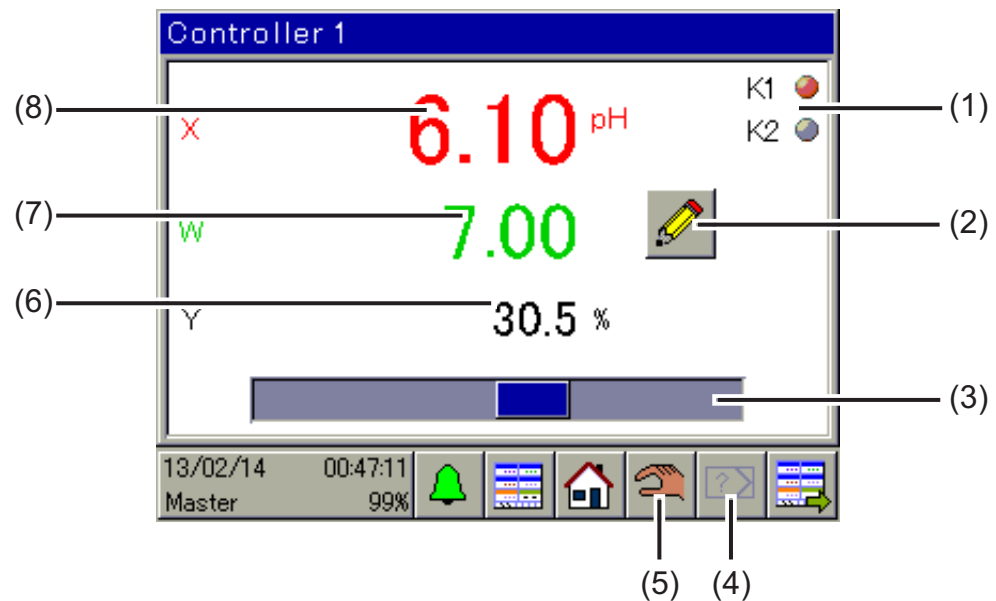 Controller 1
(8) X 6.10 pH K1 (1)
K2
(7) W 7.00 (2)
(6) Y 30.5 %
(3)
13/02/14 00:47:11
Master 99% ?
(5) (4)